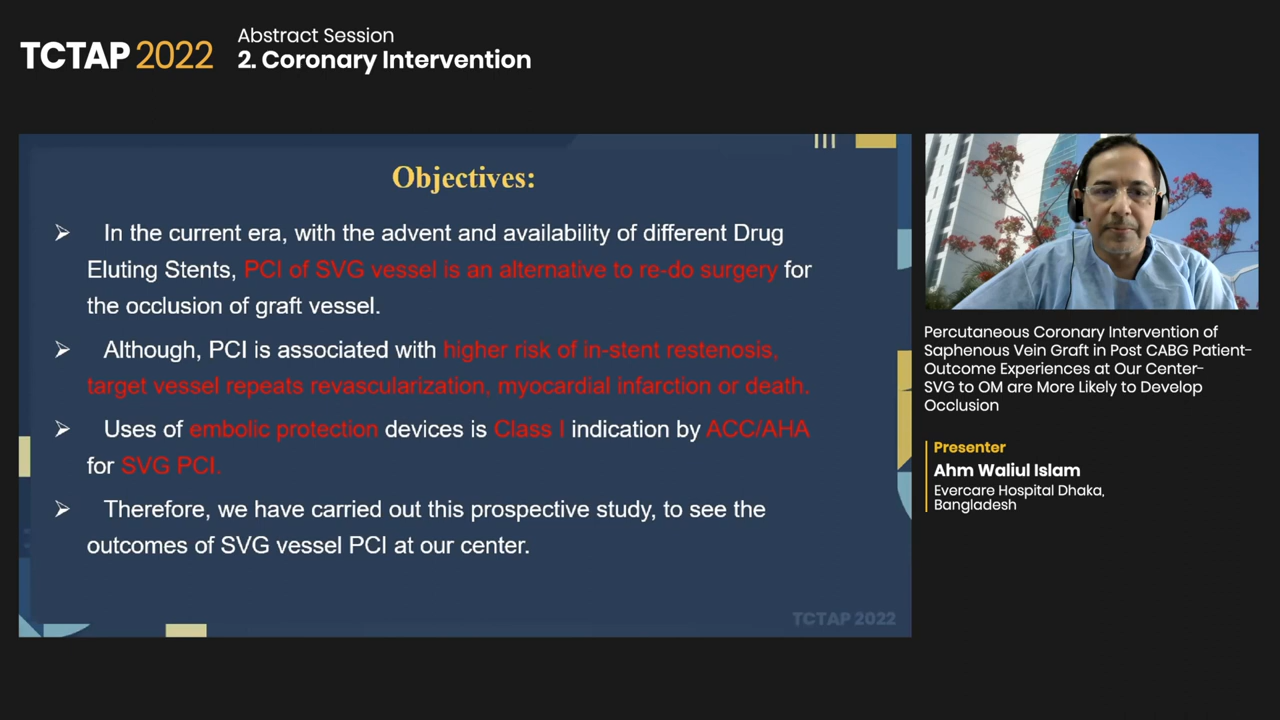 TCTAP 2022
Abstract Session
2. Coronary Intervention
Objectives:
➢ In the current era, with the advent and availability of different Drug
Eluting Stents, PCI of SVG vessel is an alternative to re-do surgery for
the occlusion of graft vessel.
➢ Although, PCI is associated with higher risk of in-stent restenosis,
target vessel repeats revascularization, myocardial infarction or death.
➢ Uses of embolic protection devices is Class I indication by ACC/AHA
for SVG PCI.
➢ Therefore, we have carried out this prospective study, to see the
outcomes of SVG vessel PCI at our center.
TCTAP 2022
Percutaneous Coronary Intervention of
Saphenous Vein Graft in Post CABG Patient-
Outcome Experiences at Our Center-
SVG to OM are More Likely to Develop
Occlusion
Presenter
Ahm Waliul Islam
Evercare Hospital Dhaka,
Bangladesh